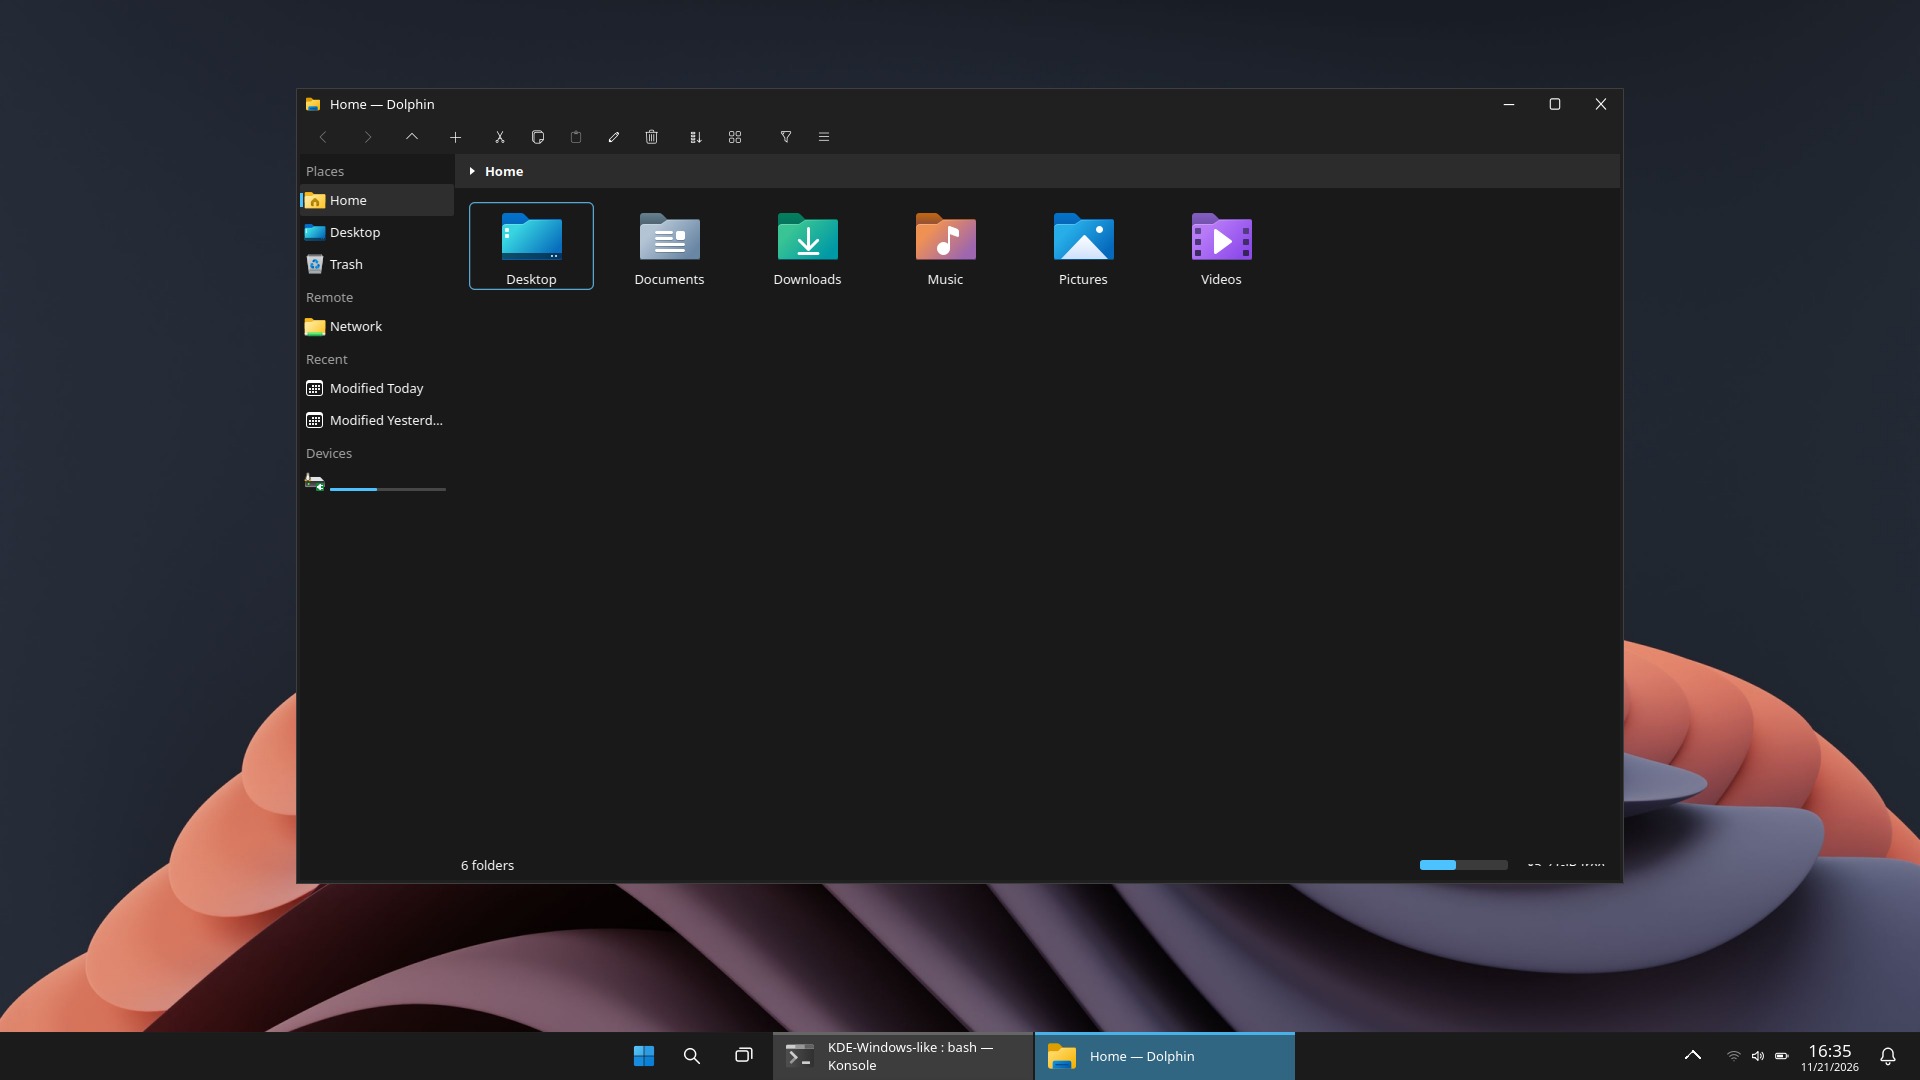 Home — Dolphin
Places
Home
Desktop
Trash
Remote
Network
Recent
Modified Today
Modified Yesterd...
Devices
Home
Desktop
Documents
Downloads
Music
Pictures
Videos
6 folders
KDE-Windows-like : bash —
Konsole
Home — Dolphin
16:35
11/21/2026